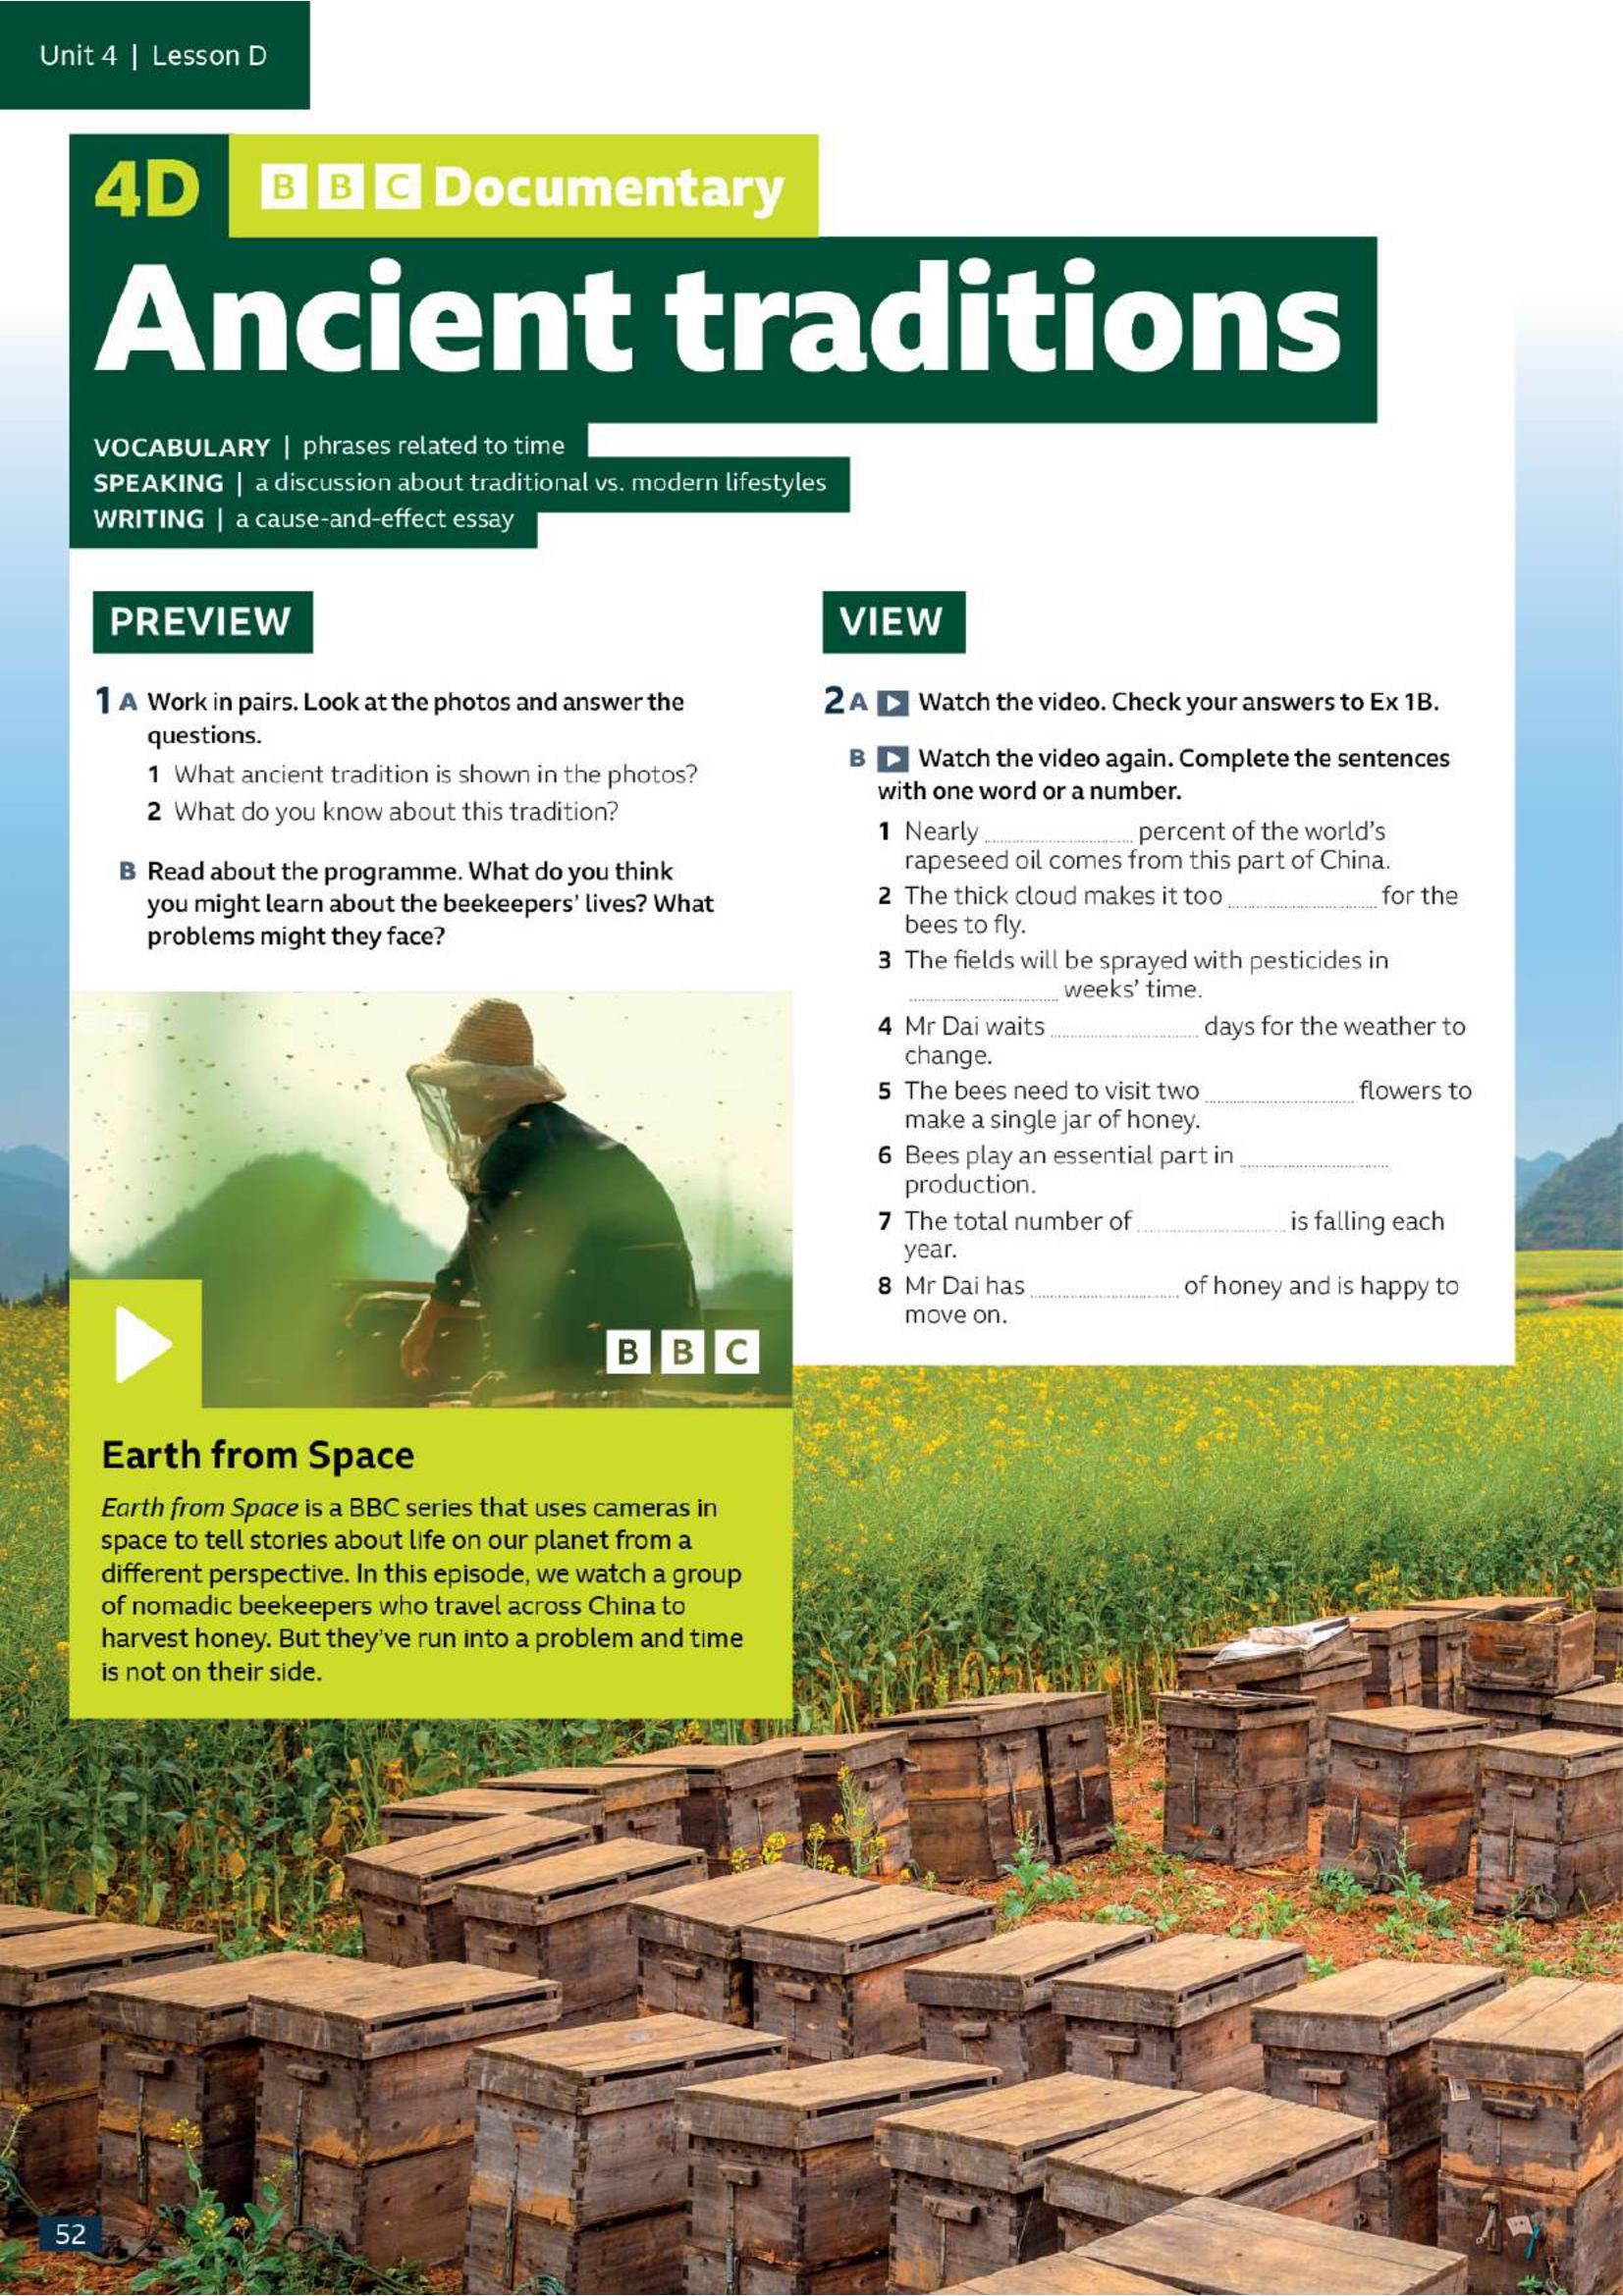 Unit 4 | Lesson D
4D
BBC Documentary
Ancient traditions
VOCABULARY | phrases related to time
SPEAKING | a discussion about traditional vs. modern lifestyles
WRITING | a cause-and-effect essay
PREVIEW
1 A Work in pairs. Look at the photos and answer the
questions.
1 What ancient tradition is shown in the photos?
2 What do you know about this tradition?
B Read about the programme. What do you think
you might learn about the beekeepers' lives? What
problems might they face?
BBC
Earth from Space
Earth from Space is a BBC series that uses cameras in
space to tell stories about life on our planet from a
different perspective. In this episode, we watch a group
of nomadic beekeepers who travel across China to
harvest honey. But they've run into a problem and time
is not on their side.
VIEW
2 A Watch the video. Check your answers to Ex 1B.
B Watch the video again. Complete the sentences
with one word or a number.
1 Nearly ____ percent of the world's
rapeseed oil comes from this part of China.
2 The thick cloud makes it too ____ for the
bees to fly.
3 The fields will be sprayed with pesticides in
____ weeks' time.
4 Mr Dai waits ____ days for the weather to
change.
5 The bees need to visit two ____ flowers to
make a single jar of honey.
6 Bees play an essential part in ____
production.
7 The total number of ____ is falling each
year.
8 Mr Dai has ____ of honey and is happy to
move on.
52